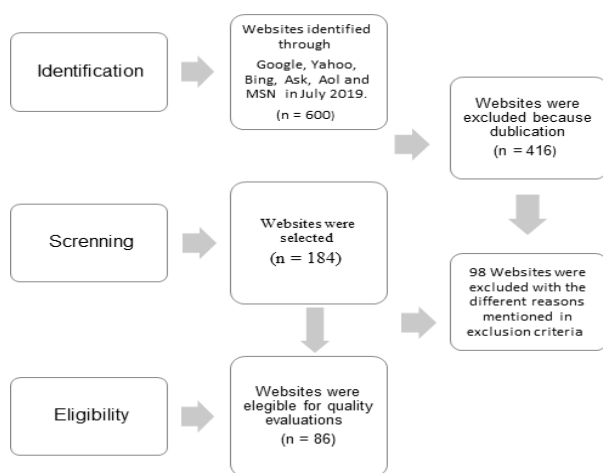 Identification
Websites identified
through
Google, Yahoo,
Bing, Ask, Aol and
MSN in July 2019.
(n = 600)
Websites were
excluded because
dublication
(n = 416)
Screnning
Websites were
selected
(n = 184)
98 Websites were
excluded with the
different reasons
mentioned in
exclusion criteria
Eligibility
Websites were
elegible for quality
evaluations
(n = 86)